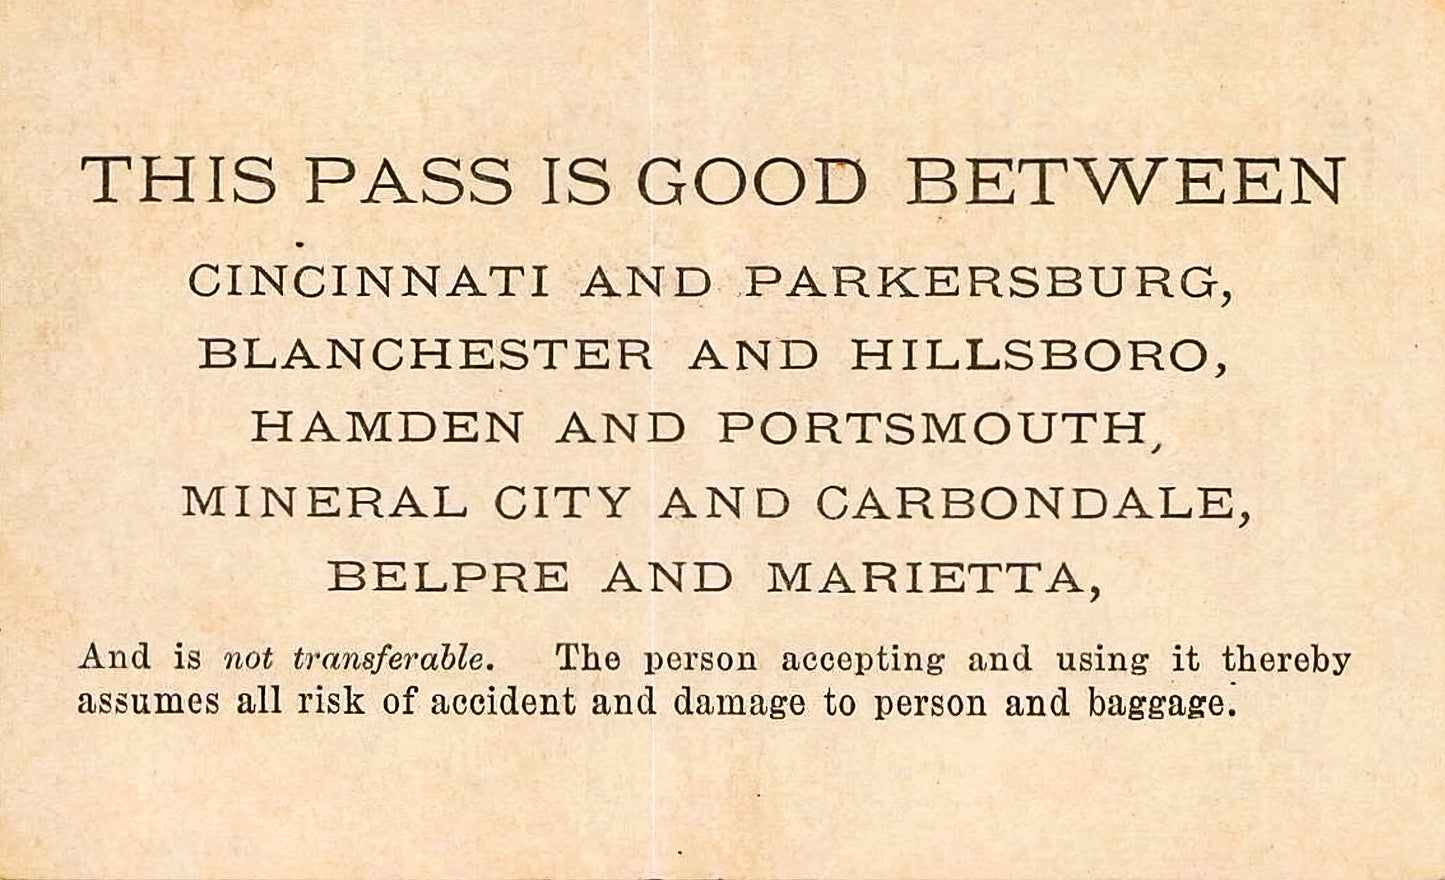 THIS PASS IS GOOD BETWEEN
CINCINNATI AND PARKERSBURG,
BLANCHESTER AND HILLSBORO,
HAMDEN AND PORTSMOUTH,
MINERAL CITY AND CARBONDALE,
BELPRE AND MARIETTA,
And is not transferable. The person accepting and using it thereby
assumes all risk of accident and damage to person and baggage.